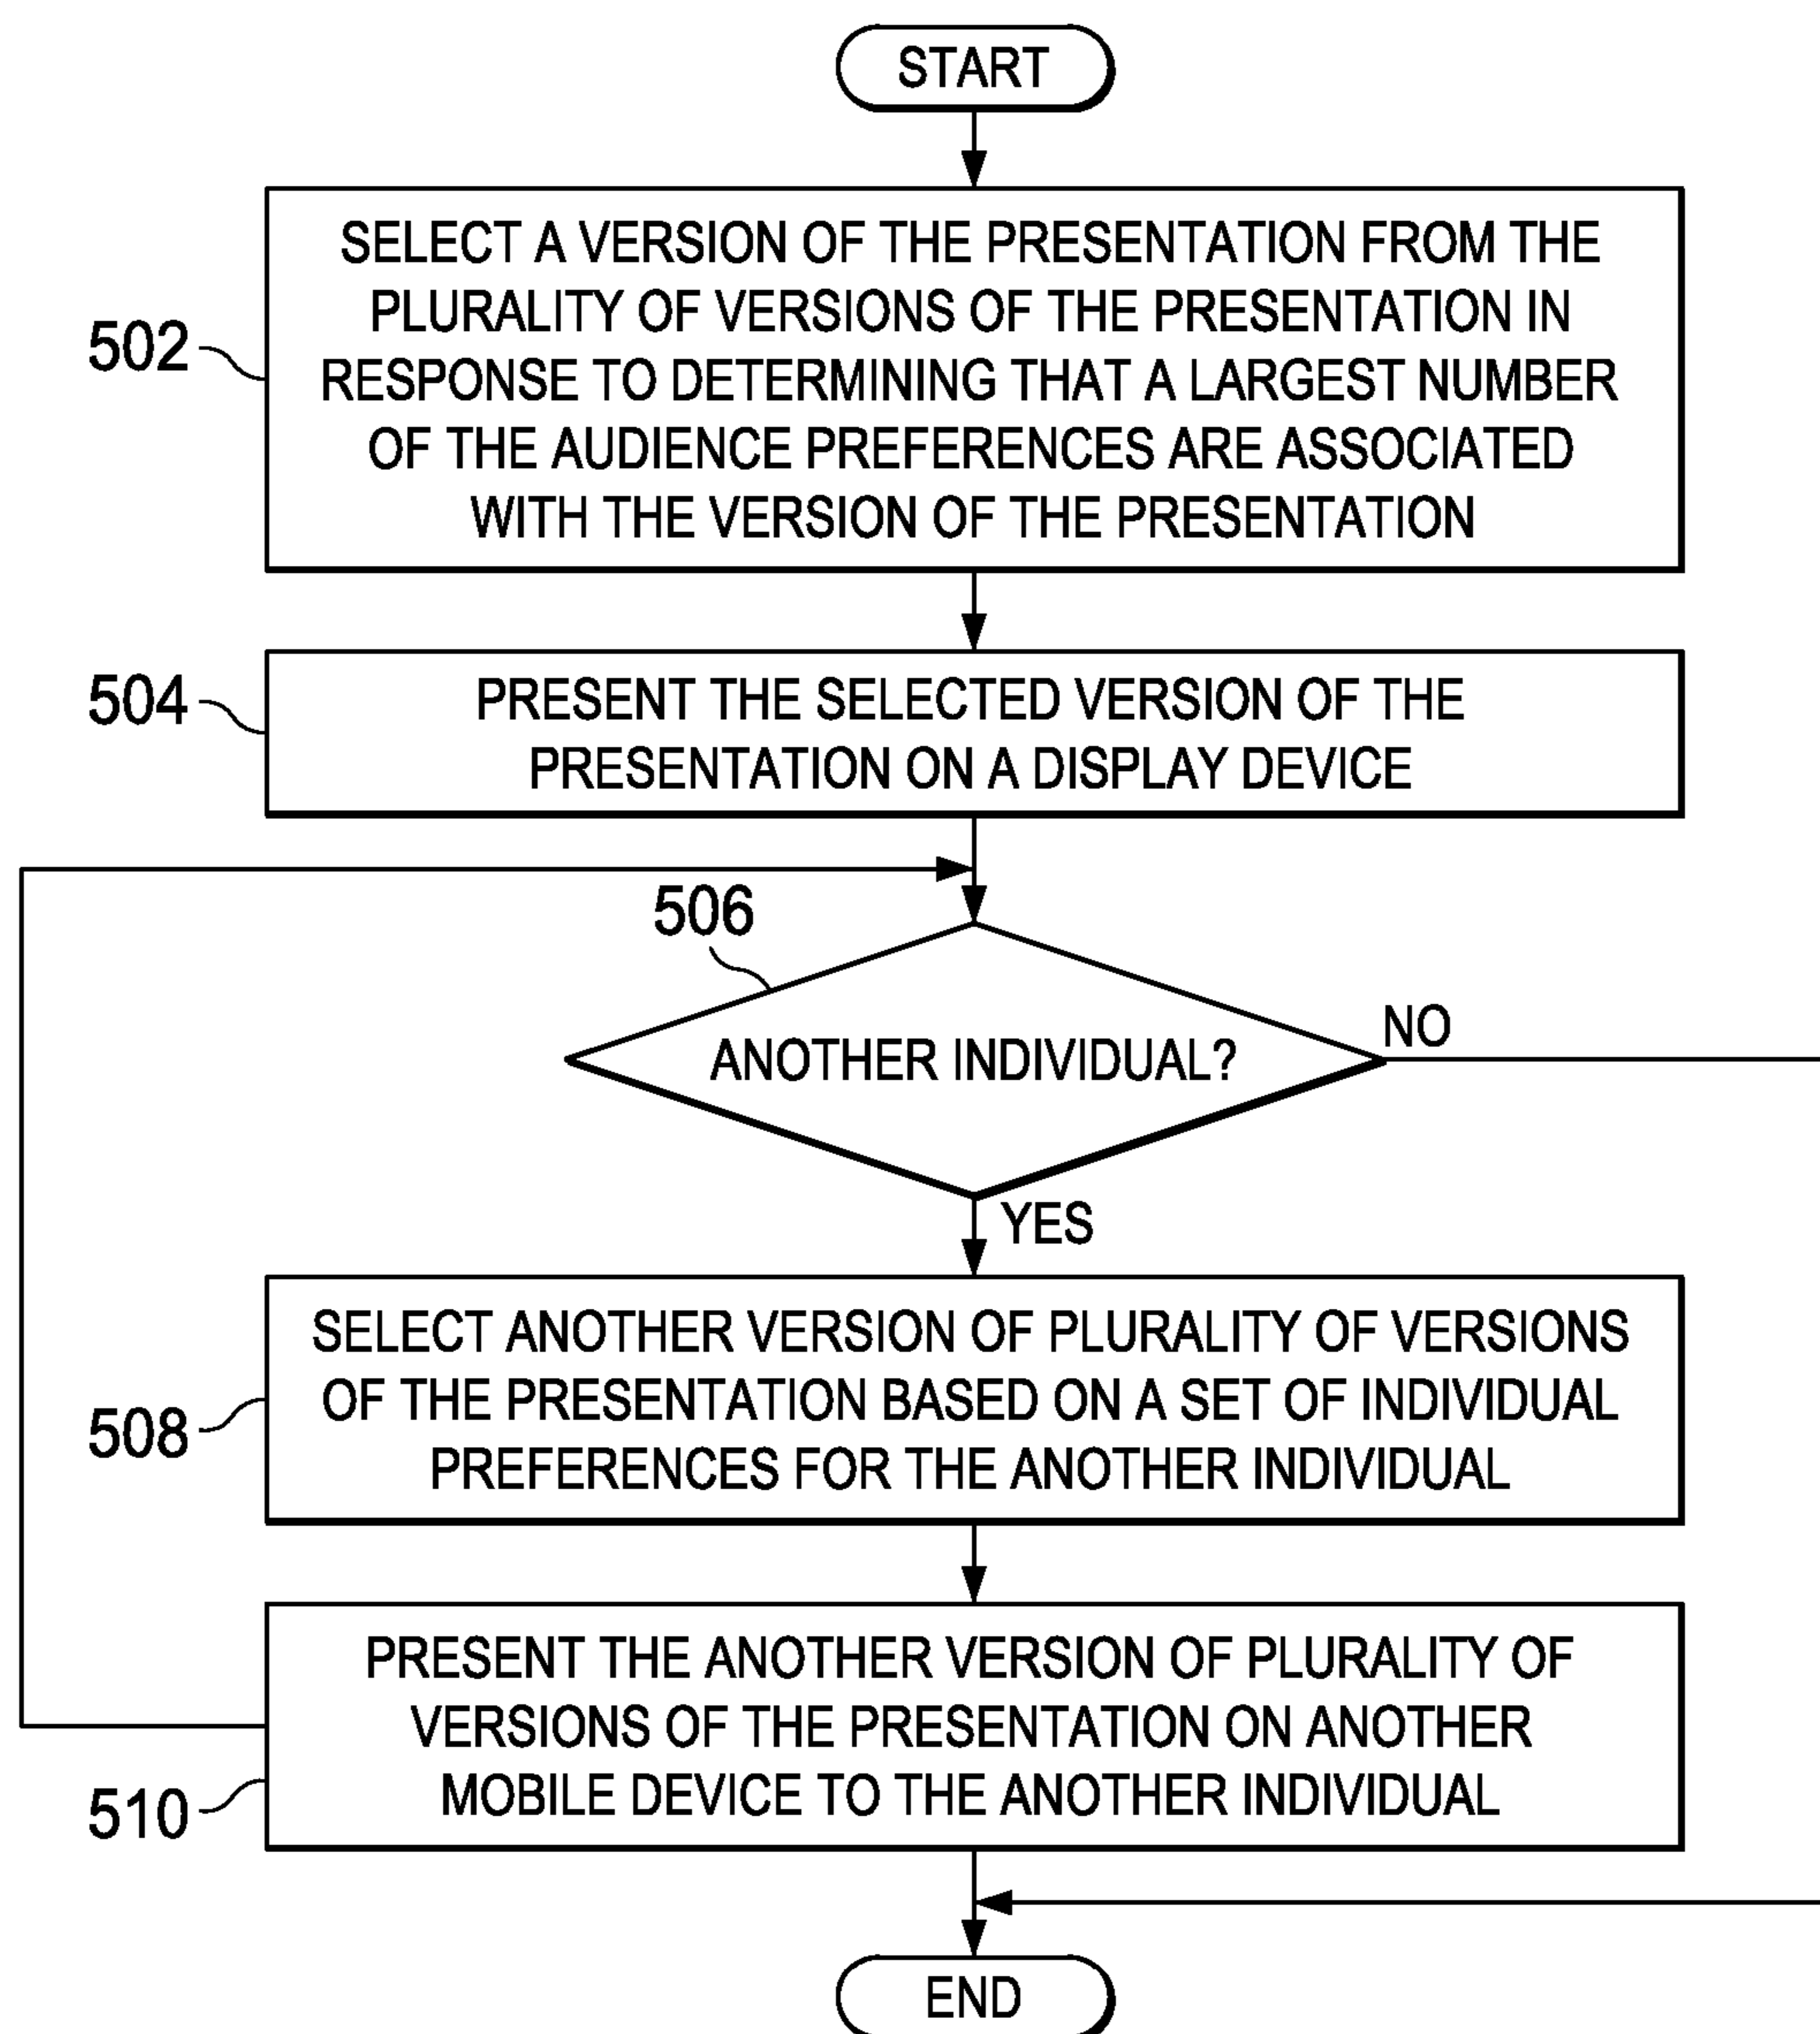 START
SELECT A VERSION OF THE PRESENTATION FROM THE
PLURALITY OF VERSIONS OF THE PRESENTATION IN
RESPONSE TO DETERMINING THAT A LARGEST NUMBER
OF THE AUDIENCE PREFERENCES ARE ASSOCIATED
WITH THE VERSION OF THE PRESENTATION
502
PRESENT THE SELECTED VERSION OF THE
PRESENTATION ON A DISPLAY DEVICE
504
506
ANOTHER INDIVIDUAL?
NO
YES
SELECT ANOTHER VERSION OF PLURALITY OF VERSIONS
OF THE PRESENTATION BASED ON A SET OF INDIVIDUAL
PREFERENCES FOR THE ANOTHER INDIVIDUAL
508
PRESENT THE ANOTHER VERSION OF PLURALITY OF
VERSIONS OF THE PRESENTATION ON ANOTHER
MOBILE DEVICE TO THE ANOTHER INDIVIDUAL
510
END